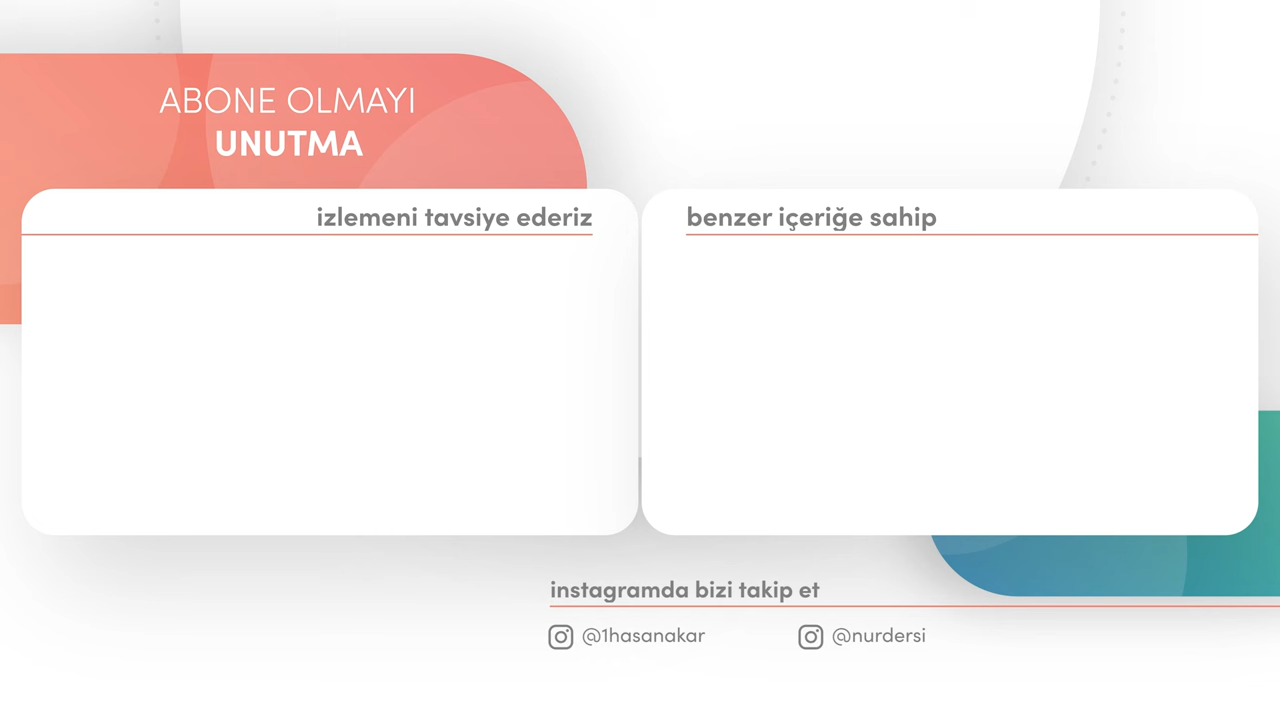 ABONE OLMAYI
UNUTMA
izlemeni tavsiye ederiz
benzer içeriğe sahip
instagramda bizi takip et
@1hasanakar
@nurdersi